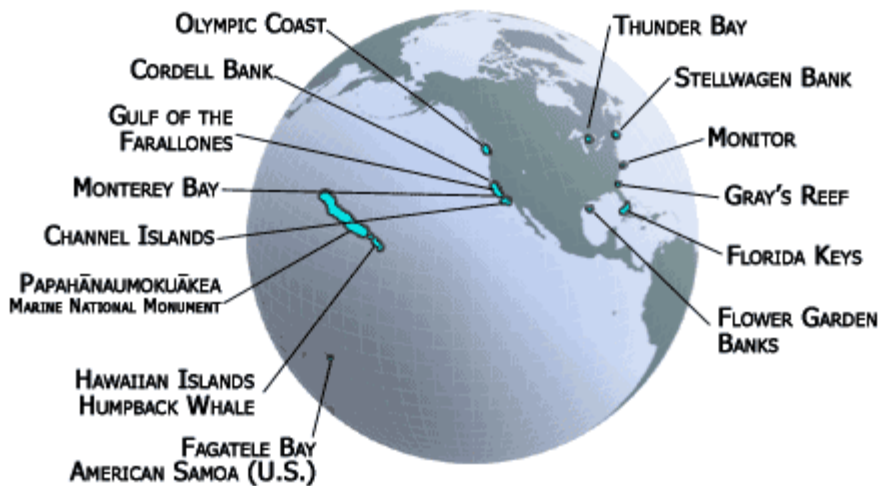 OLYMPIC COAST
CORDELL BANK
GULF OF THE
FARALLONES
MONTEREY BAY
CHANNEL ISLANDS
PAPAHĀNAUMOKUĀKEA
MARINE NATIONAL MONUMENT
HAWAIIAN ISLANDS
HUMPBACK WHALE
FAGATELE BAY
AMERICAN SAMOA (U.S.)
THUNDER BAY
STELLWAGEN BANK
MONITOR
GRAY'S REEF
FLORIDA KEYS
FLOWER GARDEN
BANKS